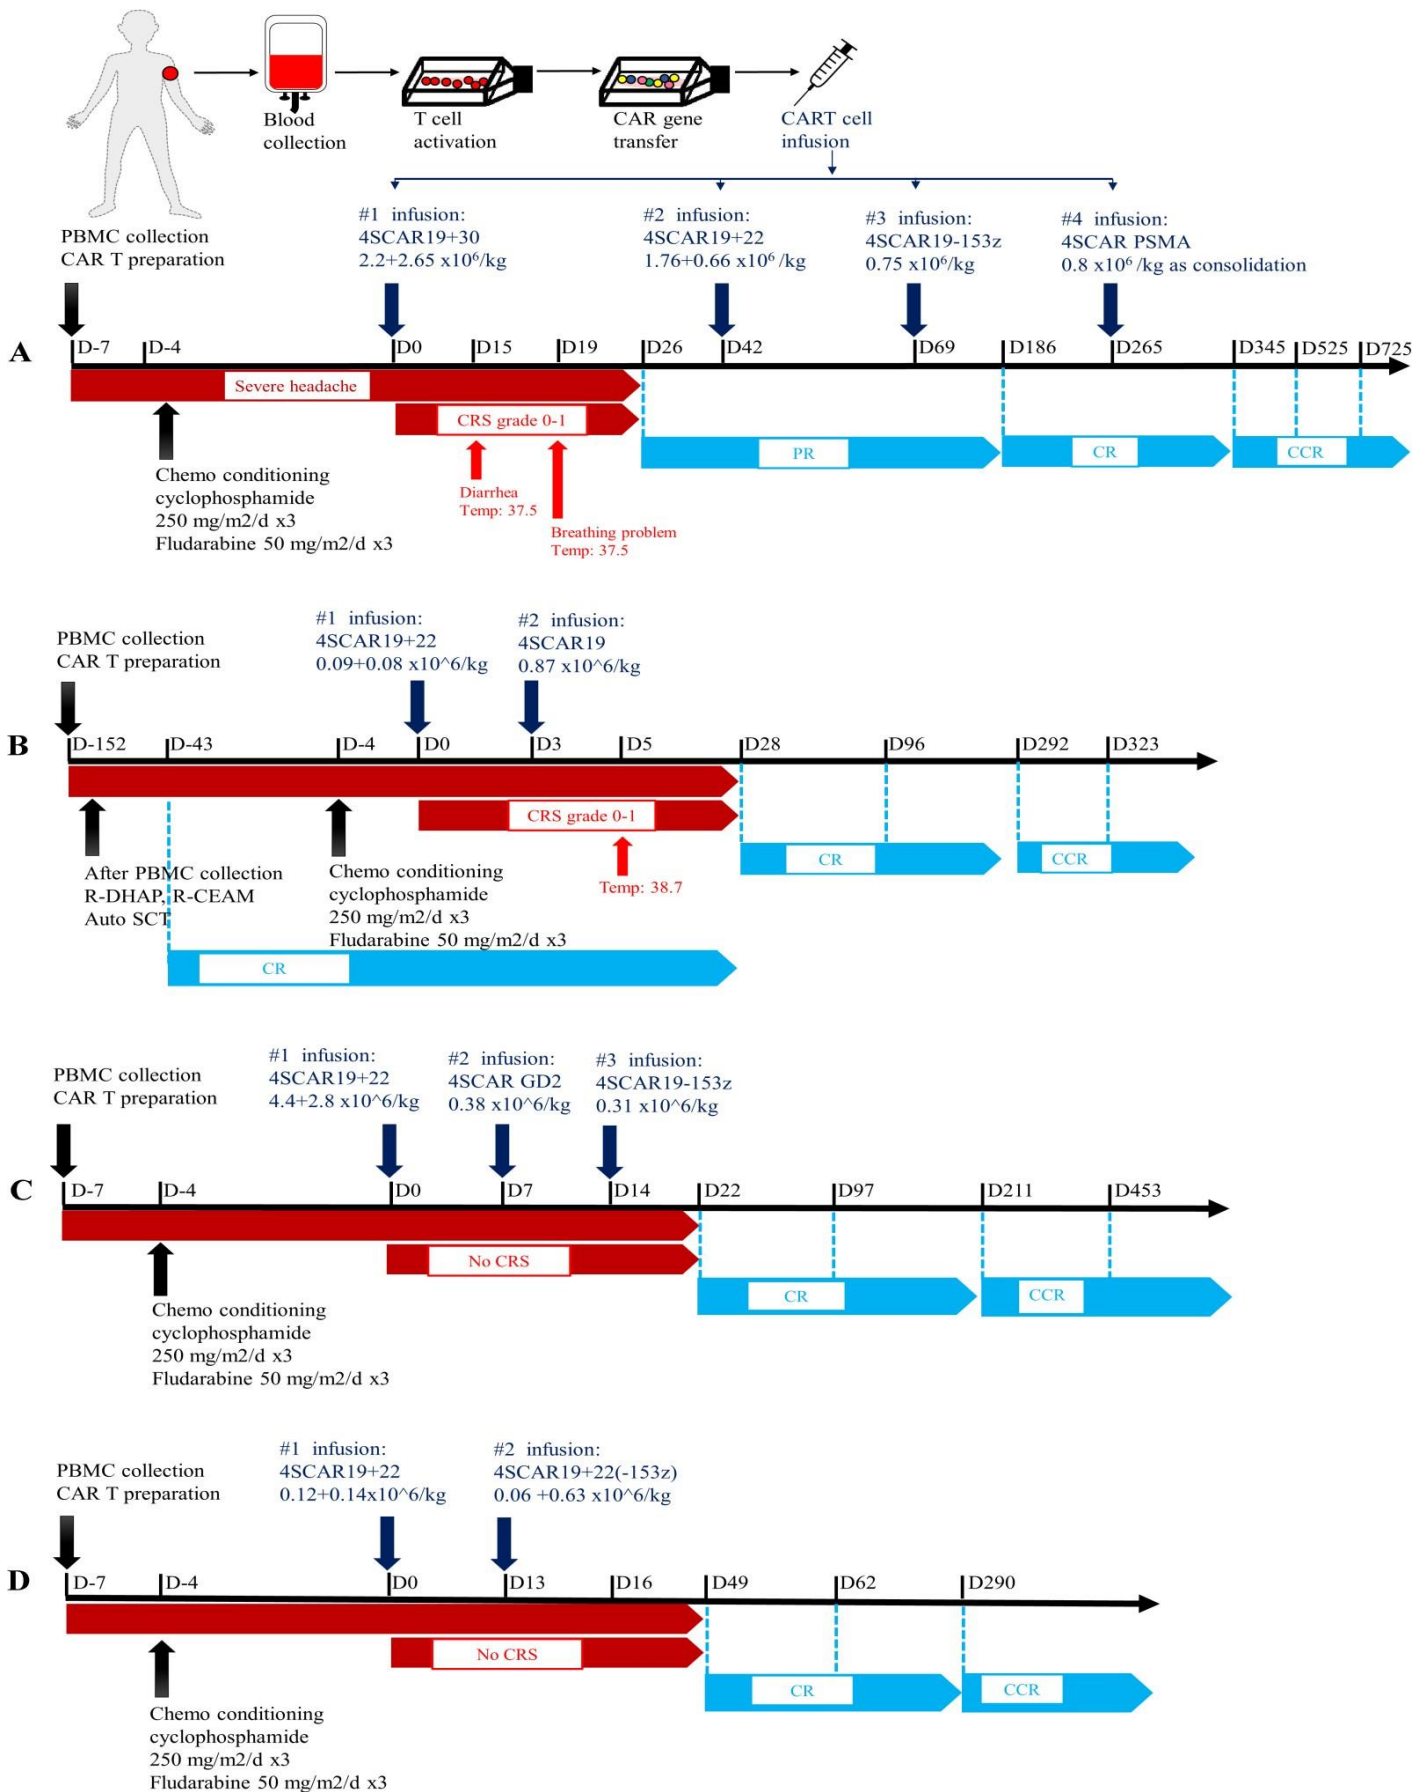 Blood
collection
T cell
activation
CAR gene
transfer
CART cell
infusion
PBMC collection
CAR T preparation
#1 infusion:
4SCAR19+30
2.2+2.65 x10⁶/kg
#2 infusion:
4SCAR19+22
1.76+0.66 x10⁶ /kg
#3 infusion:
4SCAR19-153z
0.75 x10⁶/kg
#4 infusion:
4SCAR PSMA
0.8 x10⁶ /kg as consolidation
A
D-7
D-4
D0
D15
D19
D26
D42
D69
D186
D265
D345
D525
D725
Severe headache
CRS grade 0-1
PR
CR
CCR
Chemo conditioning
cyclophosphamide
250 mg/m2/d x3
Fludarabine 50 mg/m2/d x3
Diarrhea
Temp: 37.5
Breathing problem
Temp: 37.5
PBMC collection
CAR T preparation
#1 infusion:
4SCAR19+22
0.09+0.08 x10^6/kg
#2 infusion:
4SCAR19
0.87 x10^6/kg
B
D-152
D-43
D-4
D0
D3
D5
D28
D96
D292
D323
CRS grade 0-1
CR
CCR
After PBMC collection
R-DHAP, R-CEAM
Auto SCT
Chemo conditioning
cyclophosphamide
250 mg/m2/d x3
Fludarabine 50 mg/m2/d x3
Temp: 38.7
CR
PBMC collection
CAR T preparation
#1 infusion:
4SCAR19+22
4.4+2.8 x10^6/kg
#2 infusion:
4SCAR GD2
0.38 x10^6/kg
#3 infusion:
4SCAR19-153z
0.31 x10^6/kg
C
D-7
D-4
D0
D7
D14
D22
D97
D211
D453
No CRS
CR
CCR
Chemo conditioning
cyclophosphamide
250 mg/m2/d x3
Fludarabine 50 mg/m2/d x3
PBMC collection
CAR T preparation
#1 infusion:
4SCAR19+22
0.12+0.14x10^6/kg
#2 infusion:
4SCAR19+22(-153z)
0.06 +0.63 x10^6/kg
D
D-7
D-4
D0
D13
D16
D49
D62
D290
No CRS
CR
CCR
Chemo conditioning
cyclophosphamide
250 mg/m2/d x3
Fludarabine 50 mg/m2/d x3